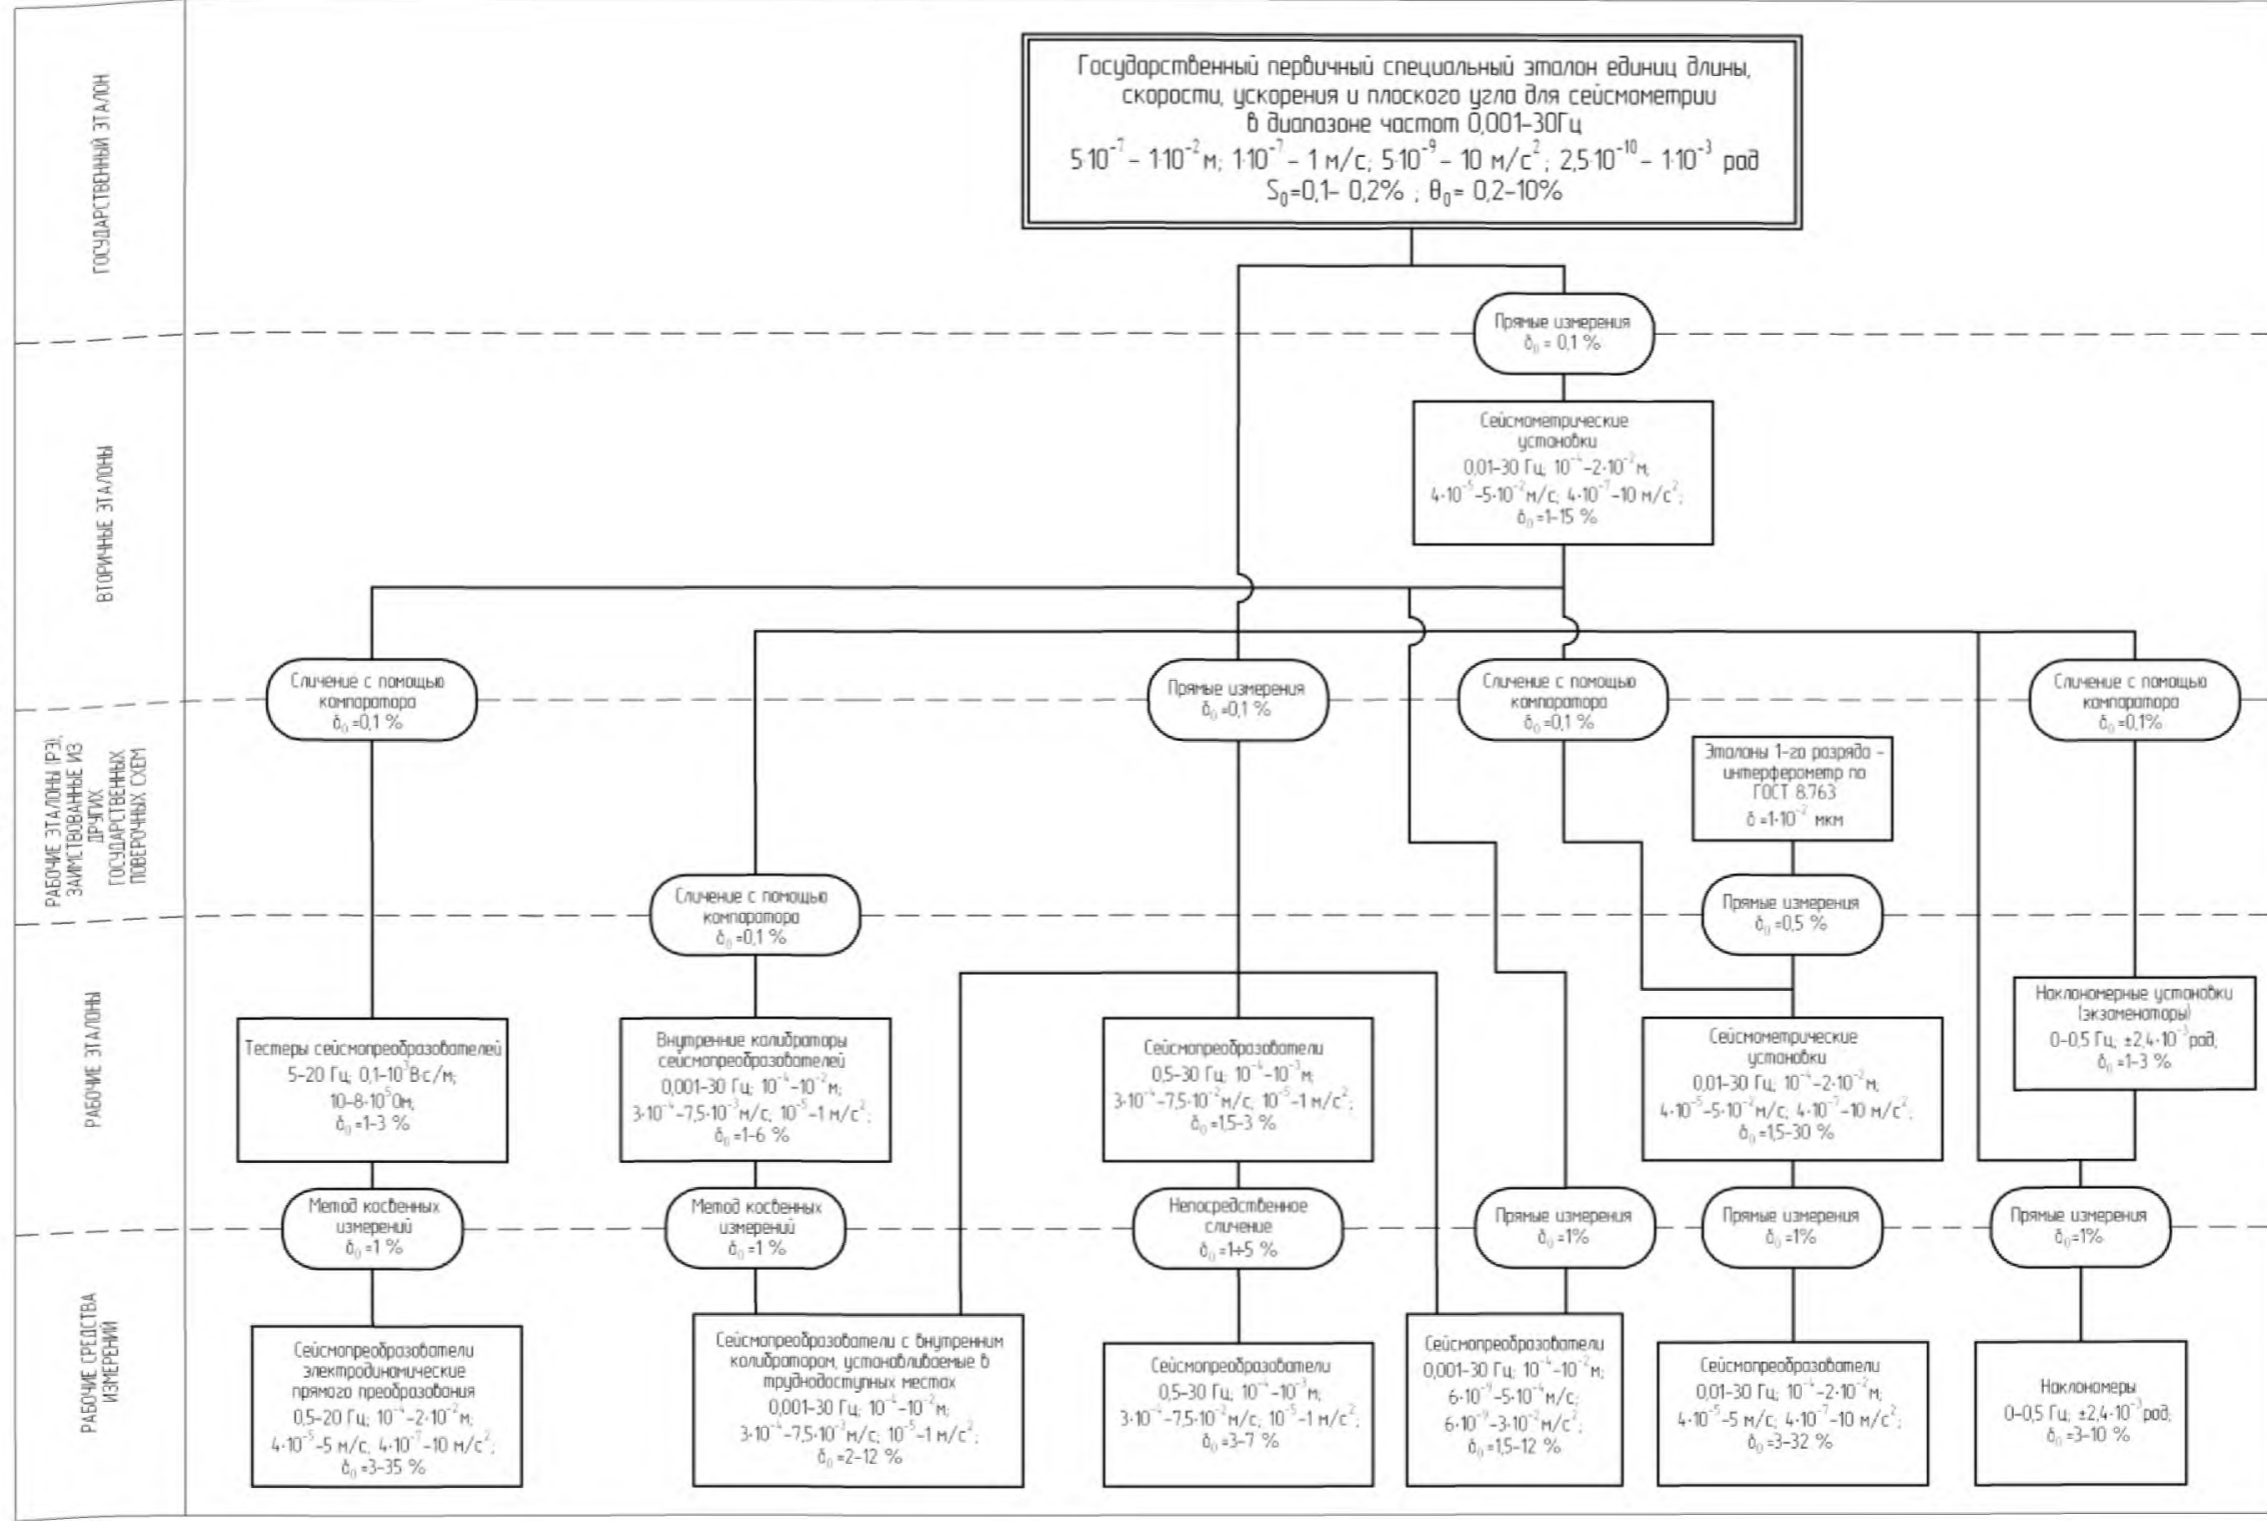 ГОСУДАРСТВЕННЫЙ ЭТАЛОН
Государственный первичный специальный эталон единиц длины,
скорости, ускорения и плоского угла для сейсмометрии
в диапазоне частот 0,001–30Гц
5·10⁻⁷ – 1·10⁻² м; 1·10⁻⁷ – 1 м/с; 5·10⁻⁹ – 10 м/с²; 2,5·10⁻¹⁰ – 1·10⁻³ рад
S₀=0,1– 0,2% ; θ₀= 0,2–10%
Прямые измерения
δ₀ = 0,1 %
ВТОРИЧНЫЕ ЭТАЛОНЫ
Сейсмометрические
установки
0,01–30 Гц; 10⁻⁴–2·10⁻² м;
4·10⁻⁵–5·10⁻² м/с; 4·10⁻⁷–10 м/с²;
δ₀ =1–15 %
Сличение с помощью
компаратора
δ₀ =0,1 %
Прямые измерения
δ₀ =0,1 %
Сличение с помощью
компаратора
δ₀ =0,1 %
Сличение с помощью
компаратора
δ₀ =0,1%
РАБОЧИЕ ЭТАЛОНЫ (РЭ),
ЗАИМСТВОВАННЫЕ ИЗ
ДРУГИХ
ГОСУДАРСТВЕННЫХ
ПОВЕРОЧНЫХ СХЕМ
Эталоны 1-го разряда –
интерферометр по
ГОСТ 8.763
δ =1·10⁻² мкм
Сличение с помощью
компаратора
δ₀ =0,1 %
Прямые измерения
δ₀ =0,5 %
РАБОЧИЕ ЭТАЛОНЫ
Тестеры сейсмопреобразователей
5–20 Гц; 0,1–10³В·с/м;
10–8·10⁵Ом;
δ₀ =1–3 %
Внутренние калибраторы
сейсмопреобразователей
0,001–30 Гц; 10⁻⁴–10⁻² м;
3·10⁻⁴–7,5·10⁻³ м/с; 10⁻⁵–1 м/с²;
δ₀ =1–6 %
Сейсмопреобразователи
0,5–30 Гц; 10⁻⁴–10⁻³ м;
3·10⁻⁴–7,5·10⁻² м/с; 10⁻⁵–1 м/с²;
δ₀ =1,5–3 %
Сейсмометрические
установки
0,01–30 Гц; 10⁻⁴–2·10⁻² м;
4·10⁻⁵–5·10⁻² м/с; 4·10⁻⁷–10 м/с²;
δ₀ =1,5–30 %
Наклономерные установки
(экзаменаторы)
0–0,5 Гц; ±2,4·10⁻³ рад;
δ₀ =1–3 %
Метод косвенных
измерений
δ₀ =1 %
Метод косвенных
измерений
δ₀ =1 %
Непосредственное
сличение
δ₀ =1÷5 %
Прямые измерения
δ₀ =1%
Прямые измерения
δ₀ =1%
Прямые измерения
δ₀ =1%
РАБОЧИЕ СРЕДСТВА
ИЗМЕРЕНИЙ
Сейсмопреобразователи
электродинамические
прямого преобразования
0,5–20 Гц; 10⁻⁴–2·10⁻² м;
4·10⁻⁵–5 м/с; 4·10⁻⁷–10 м/с²;
δ₀ =3–35 %
Сейсмопреобразователи с внутренним
калибратором, устанавливаемые в
труднодоступных местах
0,001–30 Гц; 10⁻⁴–10⁻² м;
3·10⁻⁴–7,5·10⁻³ м/с; 10⁻⁵–1 м/с²;
δ₀ =2–12 %
Сейсмопреобразователи
0,5–30 Гц; 10⁻⁴–10⁻³ м;
3·10⁻⁴–7,5·10⁻² м/с; 10⁻⁵–1 м/с²;
δ₀ =3–7 %
Сейсмопреобразователи
0,001–30 Гц; 10⁻⁴–10⁻² м;
6·10⁻⁹–5·10⁻⁴ м/с;
6·10⁻⁹–3·10⁻² м/с²;
δ₀ =1,5–12 %
Сейсмопреобразователи
0,01–30 Гц; 10⁻⁴–2·10⁻² м;
4·10⁻⁵–5 м/с; 4·10⁻⁷–10 м/с²;
δ₀ =3–32 %
Наклономеры
0–0,5 Гц; ±2,4·10⁻³ рад;
δ₀ =3–10 %